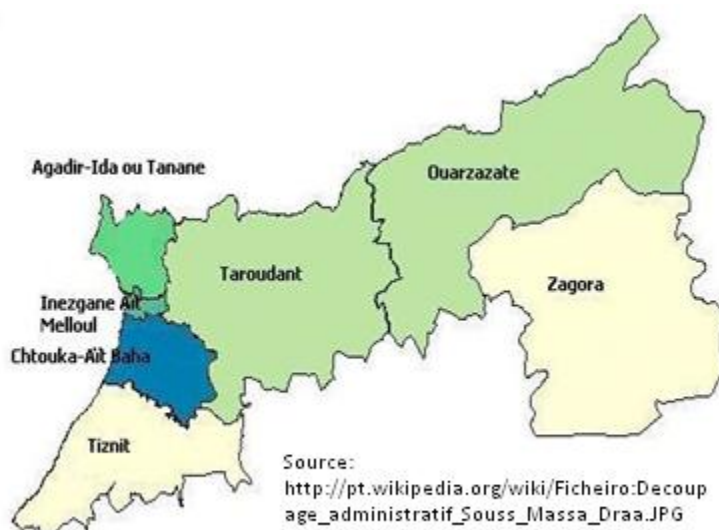 Agadir-Ida ou Tanane
Ouarzazate
Taroudant
Zagora
Inezgane Aït
Melloul
Chtouka-Aït Baha
Tiznit
Source:
http://pt.wikipedia.org/wiki/Ficheiro:Decoup
age_administratif_Souss_Massa_Draa.JPG